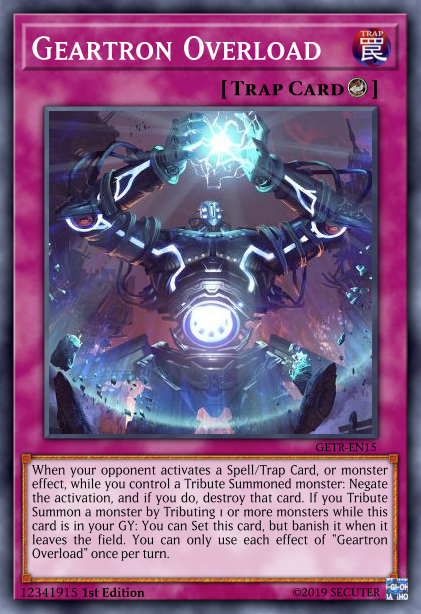 GEARTRON OVERLOAD
TRAP
罠
[TRAP CARD]
GETR-EN15
When your opponent activates a Spell/Trap Card, or monster
effect, while you control a Tribute Summoned monster: Negate
the activation, and if you do, destroy that card. If you Tribute
Summon a monster by Tributing 1 or more monsters while this
card is in your GY: You can Set this card, but banish it when it
leaves the field. You can only use each effect of "Geartron
Overload" once per turn.
12341915 1st Edition
©2019 SECUTER